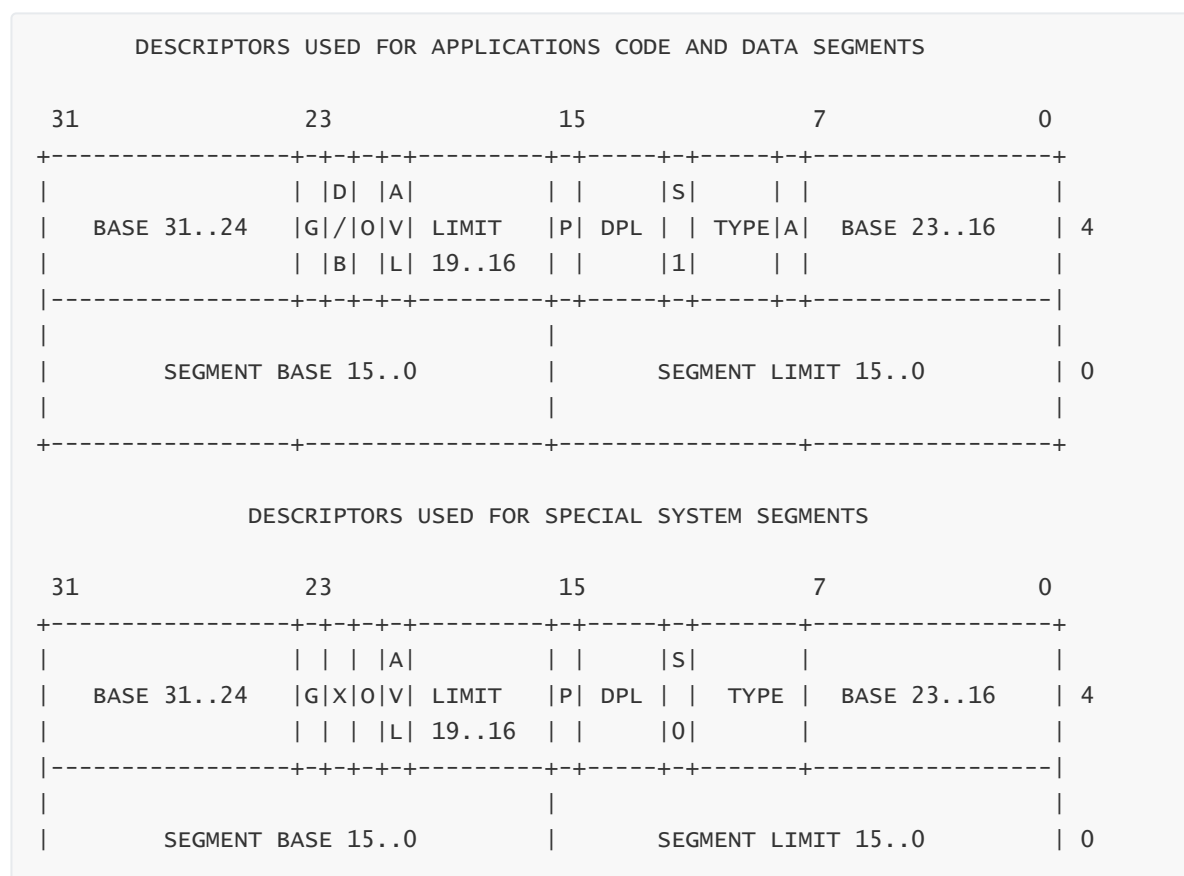 DESCRIPTORS USED FOR APPLICATIONS CODE AND DATA SEGMENTS
 31                23                15                7               0
+-----------------+-+-+-+-+---------+-+-----+-+-----+-+-----------------+
|                 | |D| |A|         | |     |S|     | |                 |
|   BASE 31..24   |G|/|O|V| LIMIT   |P| DPL | | TYPE|A|  BASE 23..16    | 4
|                 | |B| |L| 19..16  | |     |1|     | |                 |
|-----------------+-+-+-+-+---------+-+-----+-+-----+-+-----------------|
|                                   |                                   |
|        SEGMENT BASE 15..0         |       SEGMENT LIMIT 15..0         | 0
|                                   |                                   |
+-----------------+-----------------+-----------------+-----------------+
DESCRIPTORS USED FOR SPECIAL SYSTEM SEGMENTS
 31                23                15                7               0
+-----------------+-+-+-+-+---------+-+-----+-+-------+-----------------+
|                 | | | |A|         | |     |S|       |                 |
|   BASE 31..24   |G|X|O|V| LIMIT   |P| DPL | |  TYPE |  BASE 23..16    | 4
|                 | | | |L| 19..16  | |     |0|       |                 |
|-----------------+-+-+-+-+---------+-+-----+-+-------+-----------------|
|                                   |                                   |
|        SEGMENT BASE 15..0         |       SEGMENT LIMIT 15..0         | 0